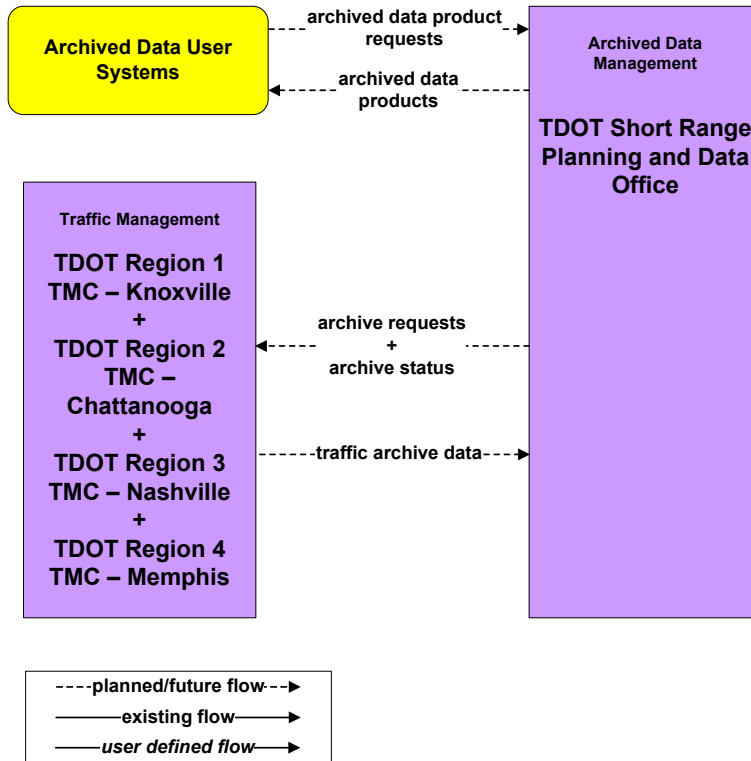 Archived Data User
Systems
archived data product
requests
archived data
products
Archived Data
Management
TDOT Short Range
Planning and Data
Office
Traffic Management
TDOT Region 1
TMC – Knoxville
+
TDOT Region 2
TMC –
Chattanooga
+
TDOT Region 3
TMC – Nashville
+
TDOT Region 4
TMC – Memphis
archive requests
+
archive status
traffic archive data
planned/future flow
existing flow
user defined flow